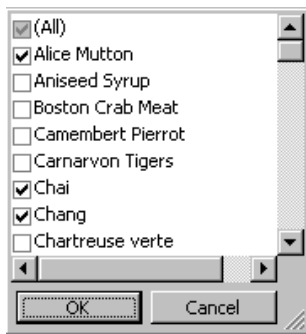 (All)
Alice Mutton
Aniseed Syrup
Boston Crab Meat
Camembert Pierrot
Carnarvon Tigers
Chai
Chang
Chartreuse verte
OK
Cancel